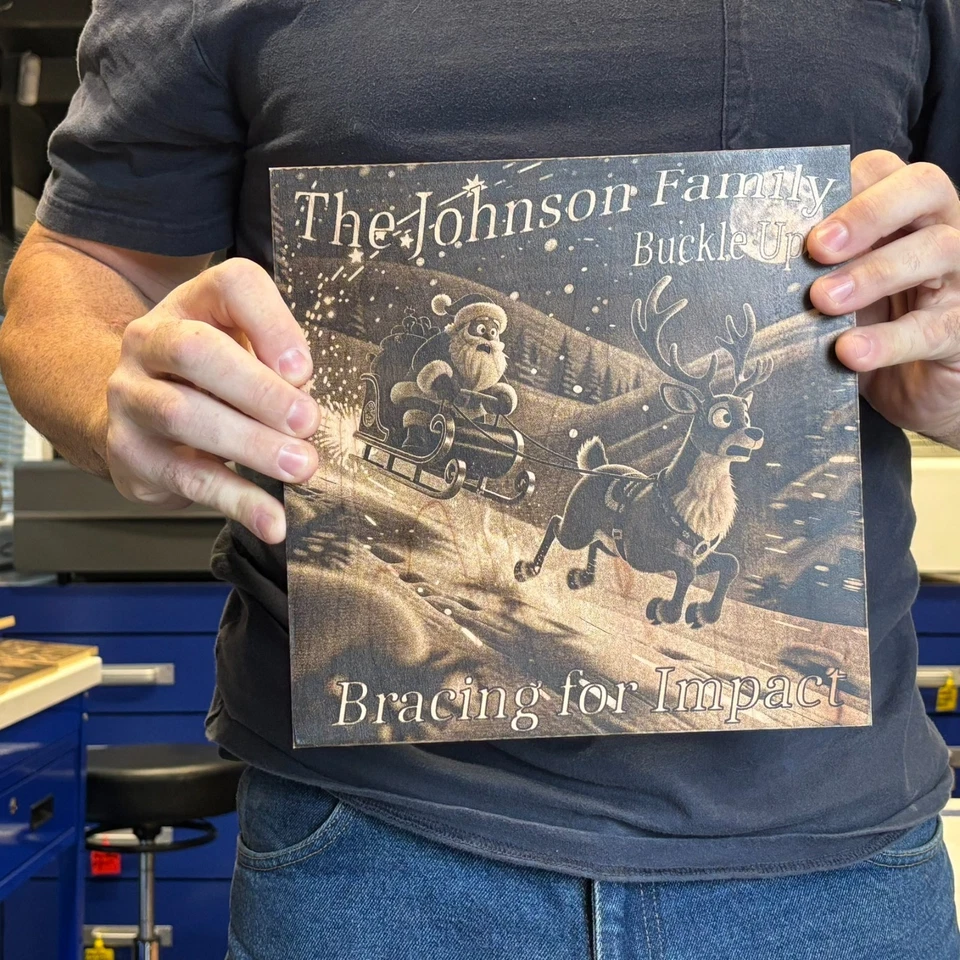 The Johnson Family
Buckle Up
Bracing for Impact